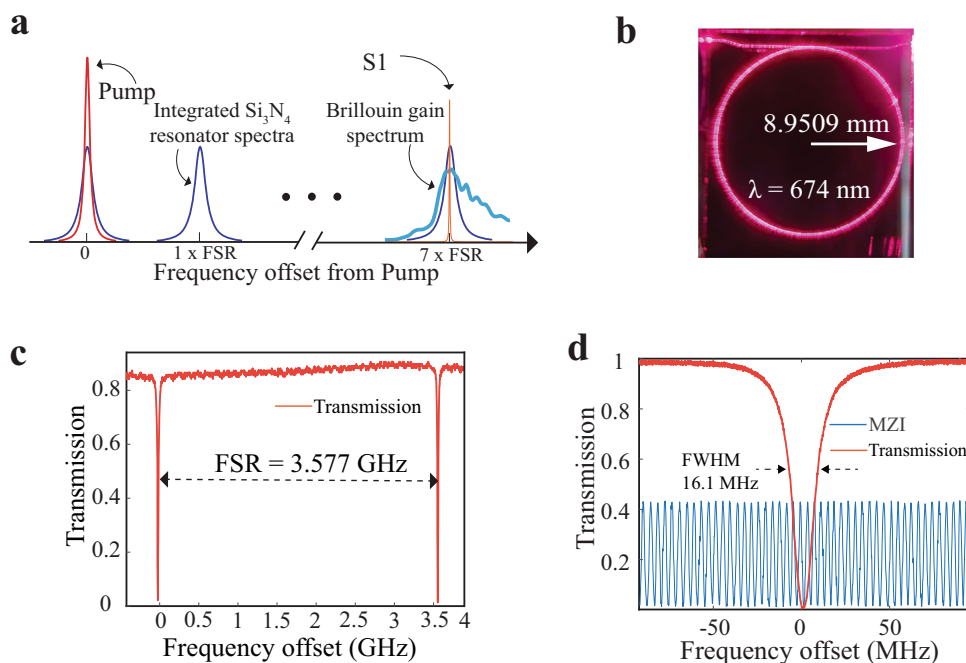 a
Pump
Integrated Si₃N₄
resonator spectra
Brillouin gain
spectrum
S1
0
1 x FSR
7 x FSR
Frequency offset from Pump
b
8.9509 mm
λ = 674 nm
c
Transmission
0.8
0.6
0.4
0.2
0
Transmission
FSR = 3.577 GHz
0 0.5 1 1.5 2 2.5 3 3.5 4
Frequency offset (GHz)
d
Transmission
1
0.8
0.6
0.4
0.2
MZI
Transmission
FWHM
16.1 MHz
-50 0 50
Frequency offset (MHz)